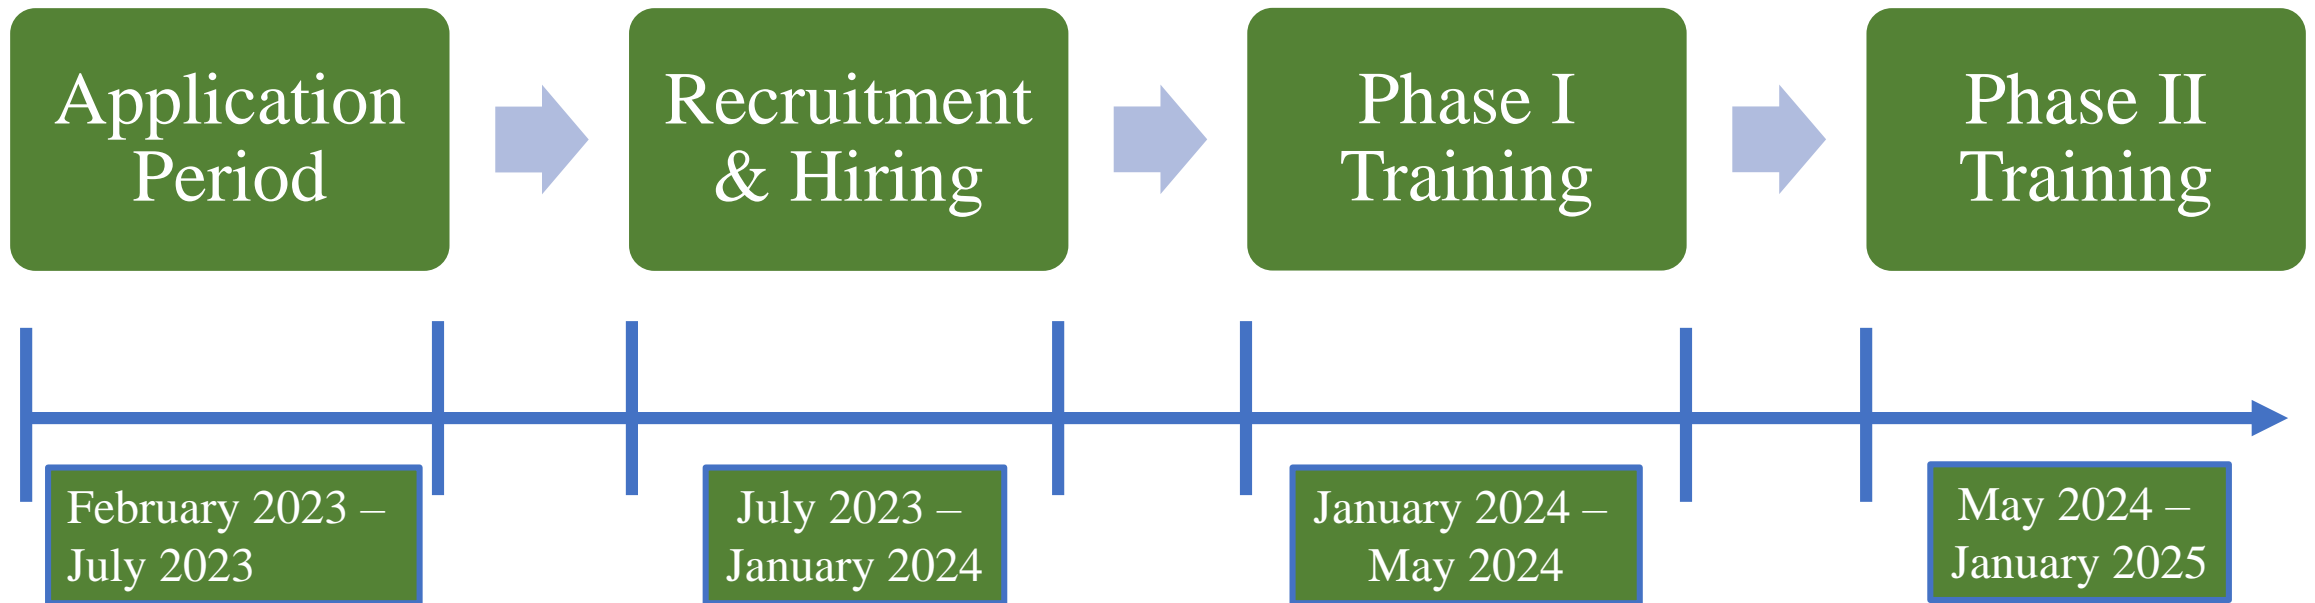 Application
Period
Recruitment
& Hiring
Phase I
Training
Phase II
Training
February 2023 –
July 2023
July 2023 –
January 2024
January 2024 –
May 2024
May 2024 –
January 2025